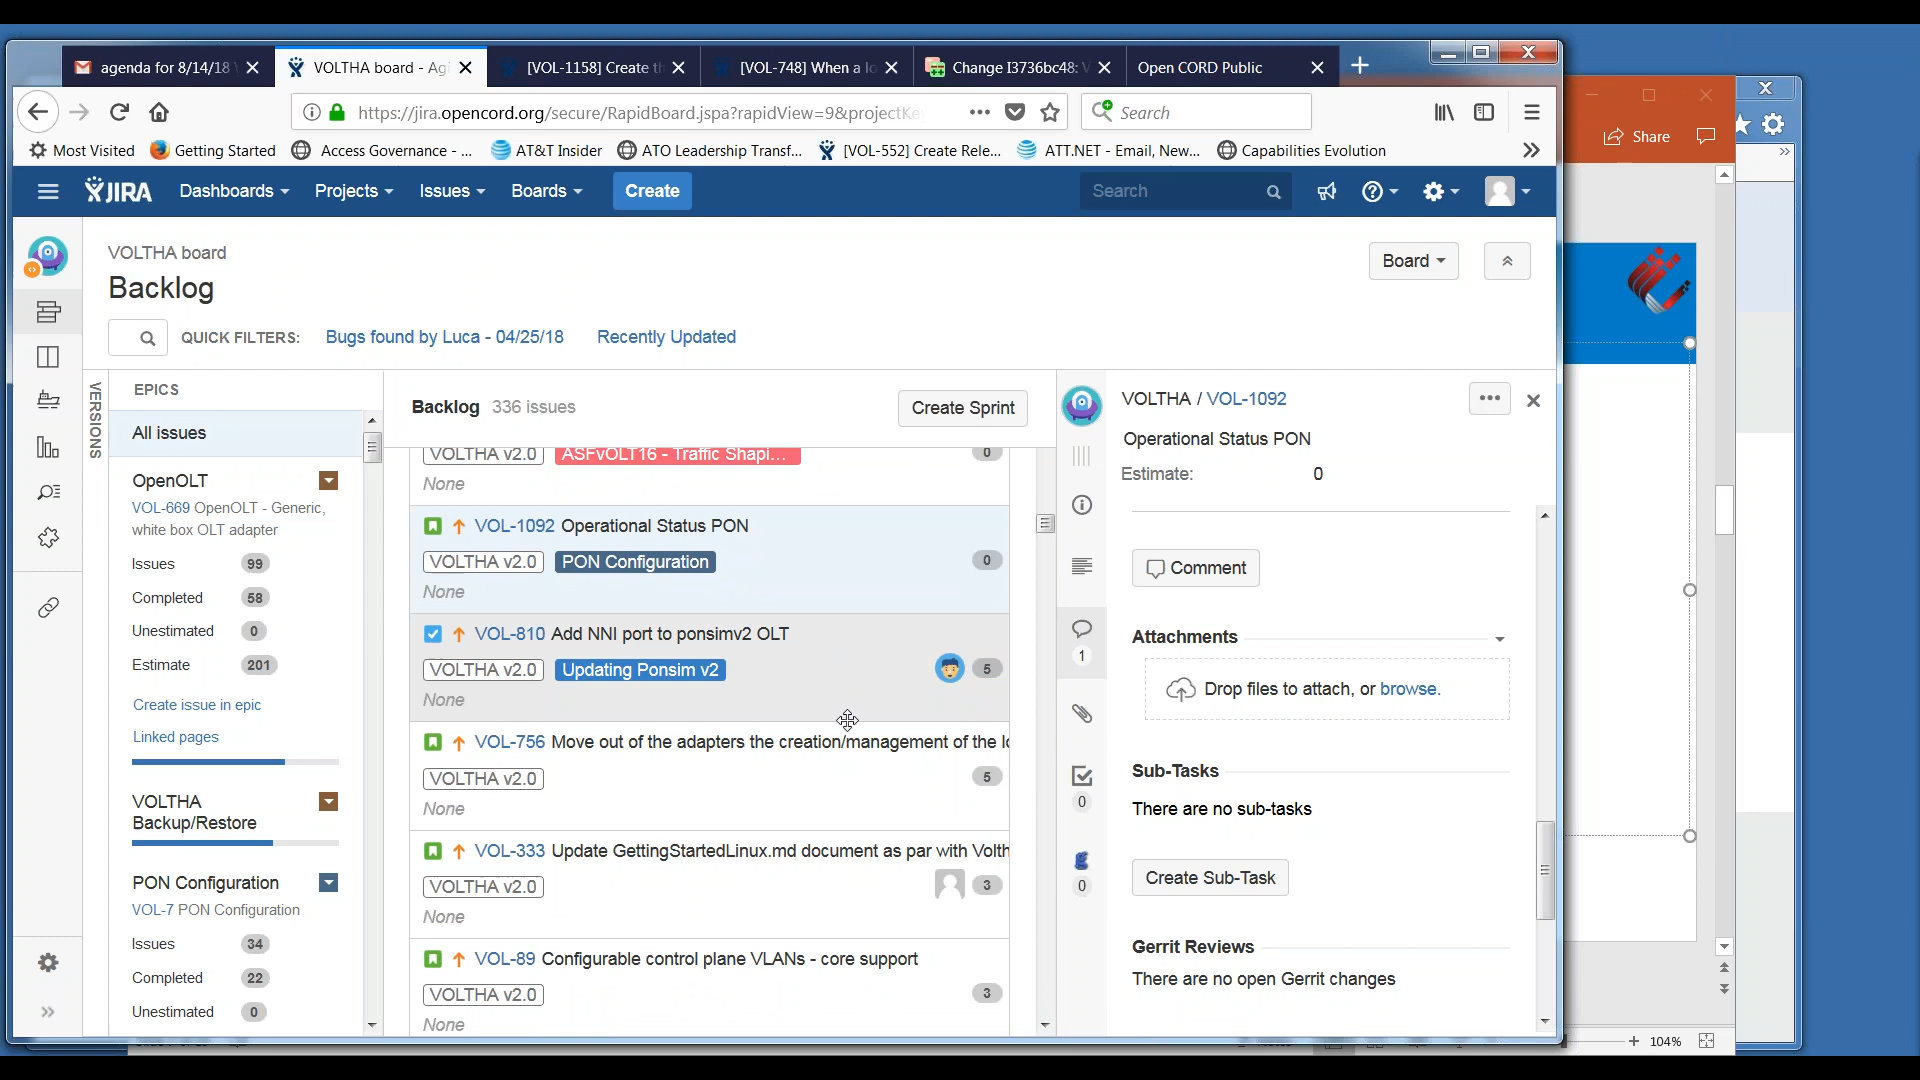 agenda for 8/14/18
VOLTHA board - Agi
[VOL-1158] Create th
[VOL-748] When a lo
Change I3736bc48: V
Open CORD Public
https://jira.opencord.org/secure/RapidBoard.jspa?rapidView=9&projectKe
Search
Share
Most Visited
Getting Started
Access Governance - ...
AT&T Insider
ATO Leadership Transf...
[VOL-552] Create Rele...
ATT.NET - Email, New...
Capabilities Evolution
JIRA
Dashboards
Projects
Issues
Boards
Create
Search
VOLTHA board
Backlog
Board
QUICK FILTERS:
Bugs found by Luca - 04/25/18
Recently Updated
VERSIONS
EPICS
All issues
OpenOLT
VOL-669 OpenOLT - Generic,
white box OLT adapter
Issues 99
Completed 58
Unestimated 0
Estimate 201
Create issue in epic
Linked pages
VOLTHA
Backup/Restore
PON Configuration
VOL-7 PON Configuration
Issues 34
Completed 22
Unestimated 0
Backlog 336 issues
Create Sprint
VOLTHA v2.0 ASFvOLT16 - Traffic Shapi... 0
None
VOL-1092 Operational Status PON
VOLTHA v2.0 PON Configuration 0
None
VOL-810 Add NNI port to ponsimv2 OLT
VOLTHA v2.0 Updating Ponsim v2 5
None
VOL-756 Move out of the adapters the creation/management of the lo
VOLTHA v2.0 5
None
VOL-333 Update GettingStartedLinux.md document as par with Volth
VOLTHA v2.0 3
None
VOL-89 Configurable control plane VLANs - core support
VOLTHA v2.0 3
None
1
0
0
VOLTHA / VOL-1092
Operational Status PON
Estimate: 0
Comment
Attachments
Drop files to attach, or browse.
Sub-Tasks
There are no sub-tasks
Create Sub-Task
Gerrit Reviews
There are no open Gerrit changes
104%